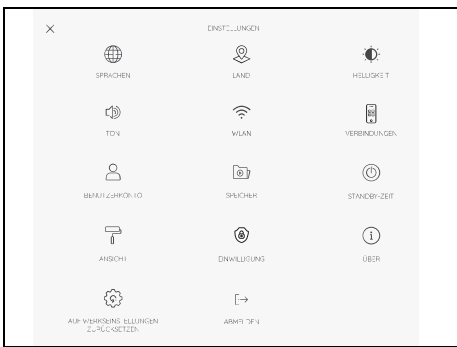 EINSTELLUNGEN
SPRACHEN
LAND
HELLIGKEIT
TON
WLAN
VERBINDUNGEN
BENUTZERKONTO
SPEICHER
STANDBY-ZEIT
ANSICHT
EINWILLIGUNG
ÜBER
AUF WERKSEINSTELLUNGEN
ZURÜCKSETZEN
ABMELDEN